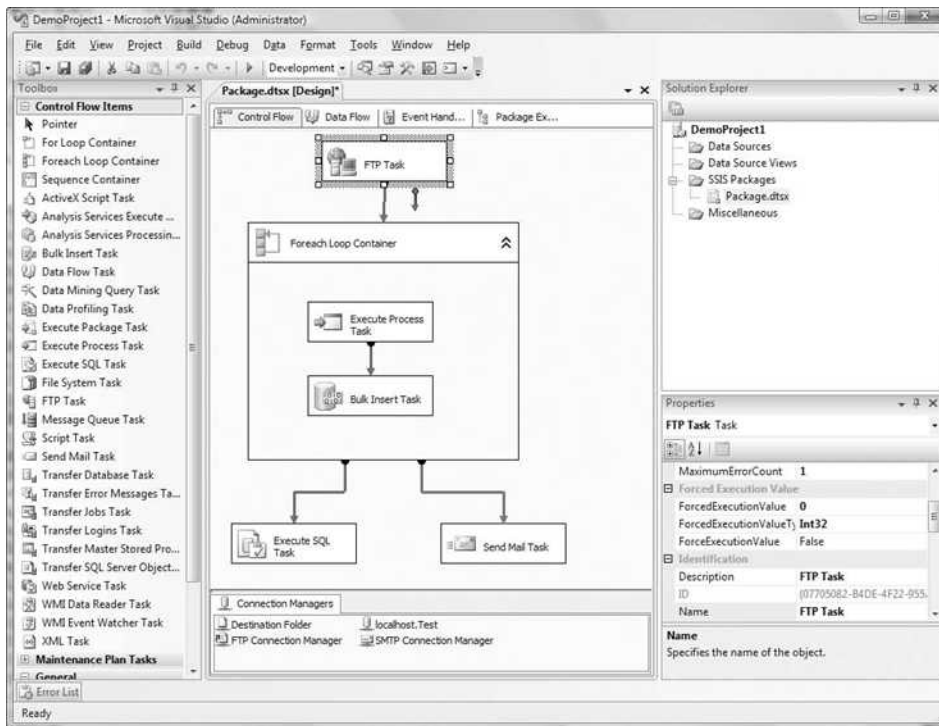 DemoProject1 - Microsoft Visual Studio (Administrator)
File Edit View Project Build Debug Data Format Tools Window Help
Development
Toolbox
Control Flow Items
Pointer
For Loop Container
Foreach Loop Container
Sequence Container
ActiveX Script Task
Analysis Services Execute ...
Analysis Services Processin...
Bulk Insert Task
Data Flow Task
Data Mining Query Task
Data Profiling Task
Execute Package Task
Execute Process Task
Execute SQL Task
File System Task
FTP Task
Message Queue Task
Script Task
Send Mail Task
Transfer Database Task
Transfer Error Messages Ta...
Transfer Jobs Task
Transfer Logins Task
Transfer Master Stored Pro...
Transfer SQL Server Object...
Web Service Task
WMI Data Reader Task
WMI Event Watcher Task
XML Task
Maintenance Plan Tasks
General
Package.dtsx [Design]*
Control Flow Data Flow Event Hand... Package Ex...
FTP Task
Foreach Loop Container
Execute Process
Task
Bulk Insert Task
Execute SQL
Task
Send Mail Task
Connection Managers
Destination Folder localhost.Test
FTP Connection Manager SMTP Connection Manager
Solution Explorer
DemoProject1
Data Sources
Data Source Views
SSIS Packages
Package.dtsx
Miscellaneous
Properties
FTP Task Task
MaximumErrorCount 1
Forced Execution Value
ForcedExecutionValue 0
ForcedExecutionValueTy Int32
ForceExecutionValue False
Identification
Description FTP Task
ID {07705082-B4DE-4F22-955
Name FTP Task
Name
Specifies the name of the object.
Error List
Ready